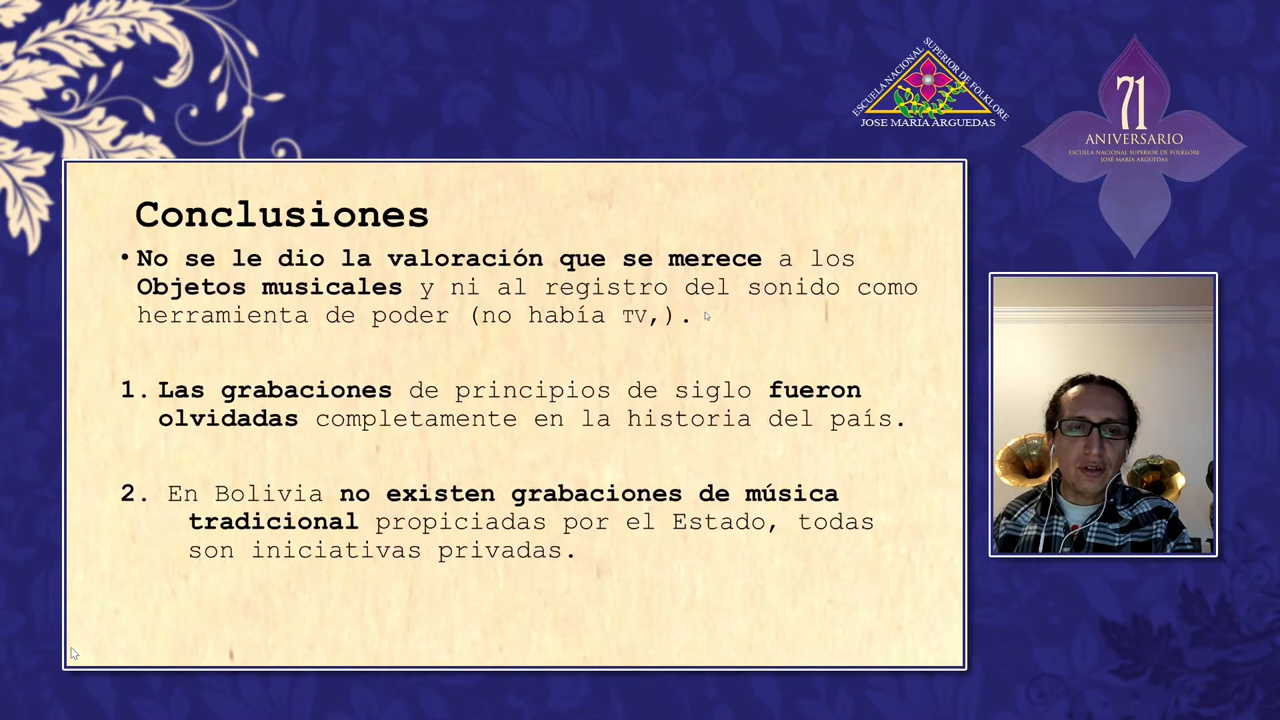 ESCUELA NACIONAL SUPERIOR DE FOLKLORE
JOSE MARIA ARGUEDAS
71
ANIVERSARIO
ESCUELA NACIONAL SUPERIOR DE FOLKLORE
JOSÉ MARÍA ARGUEDAS
Conclusiones
• No se le dio la valoración que se merece a los
Objetos musicales y ni al registro del sonido como
herramienta de poder (no había TV,).
1. Las grabaciones de principios de siglo fueron
olvidadas completamente en la historia del país.
2. En Bolivia no existen grabaciones de música
tradicional propiciadas por el Estado, todas
son iniciativas privadas.